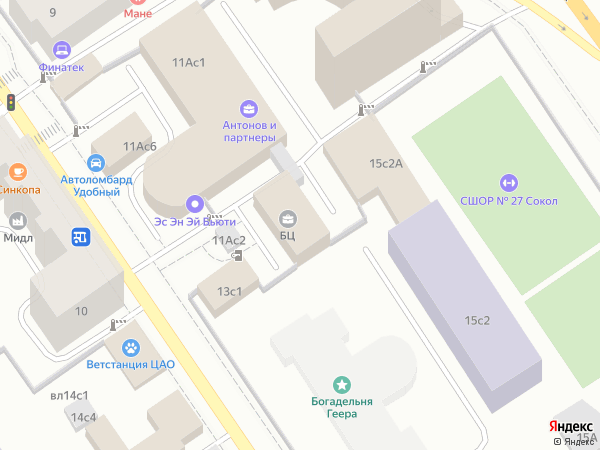 9
Мане
Финатек
11Ас1
Антонов и
партнеры
11Ас6
15с2А
Автоломбард
Удобный
Синкопа
СШОР № 27 Сокол
Эс Эн Эй Бьюти
Мидл
11Ас2
БЦ
13с1
10
15с2
Ветстанция ЦАО
вл14с1
14с4
Богадельня
Геера
Яндекс
© Яндекс
15А